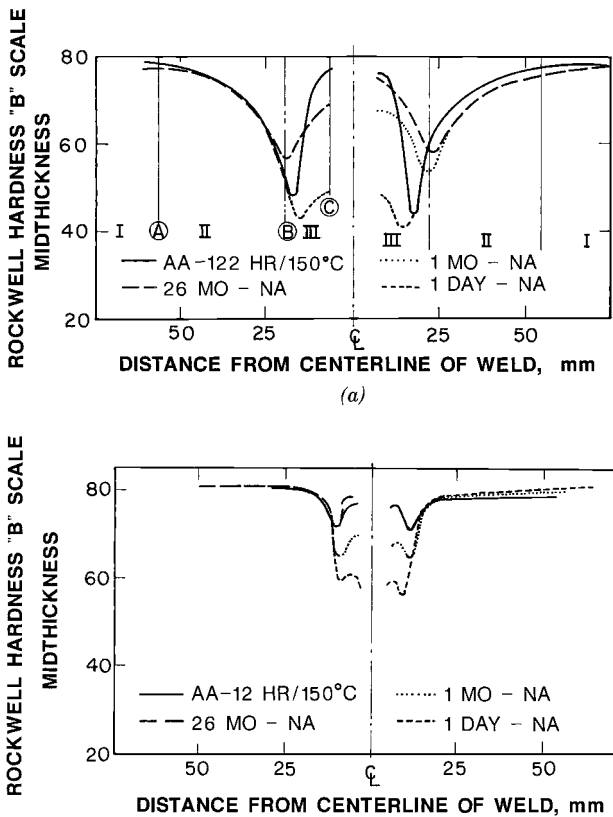 ROCKWELL HARDNESS "B" SCALE
MIDTHICKNESS
80
60
40
20
I Ⓐ II Ⓑ III Ⓒ
III II I
AA-122 HR/150°C
26 MO - NA
1 MO - NA
1 DAY - NA
50 25 ℄ 25 50
DISTANCE FROM CENTERLINE OF WELD, mm
(a)
ROCKWELL HARDNESS "B" SCALE
MIDTHICKNESS
80
60
40
20
AA-12 HR/150°C
26 MO - NA
1 MO - NA
1 DAY - NA
50 25 ℄ 25 50
DISTANCE FROM CENTERLINE OF WELD, mm